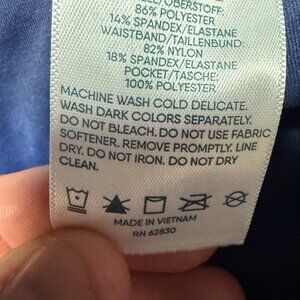 86% POLYESTER
14% SPANDEX/ELASTANE
WAISTBAND/TAILLENBUND:
82% NYLON
18% SPANDEX/ELASTANE
POCKET/TASCHE:
100% POLYESTER
MACHINE WASH COLD DELICATE.
WASH DARK COLORS SEPARATELY.
DO NOT BLEACH. DO NOT USE FABRIC
SOFTENER. REMOVE PROMPTLY. LINE
DRY. DO NOT IRON. DO NOT DRY
CLEAN.
MADE IN VIETNAM
RN 62830